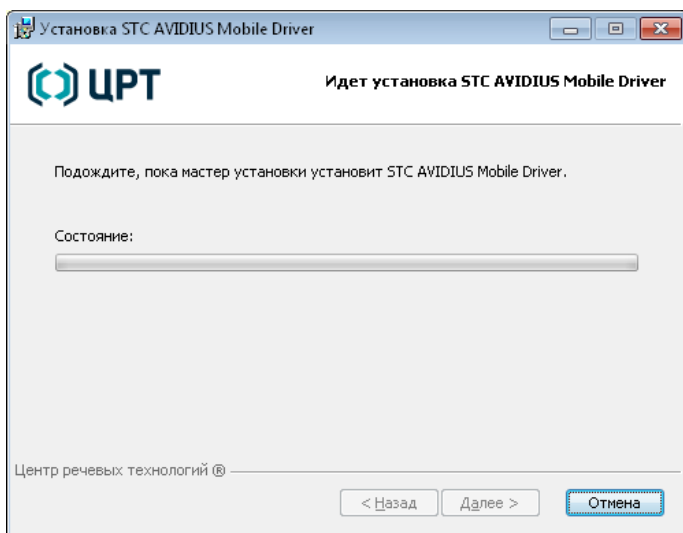 Установка STC AVIDIUS Mobile Driver
ЦРТ
Идет установка STC AVIDIUS Mobile Driver
Подождите, пока мастер установки установит STC AVIDIUS Mobile Driver.
Состояние:
Центр речевых технологий ®
< Назад Далее > Отмена